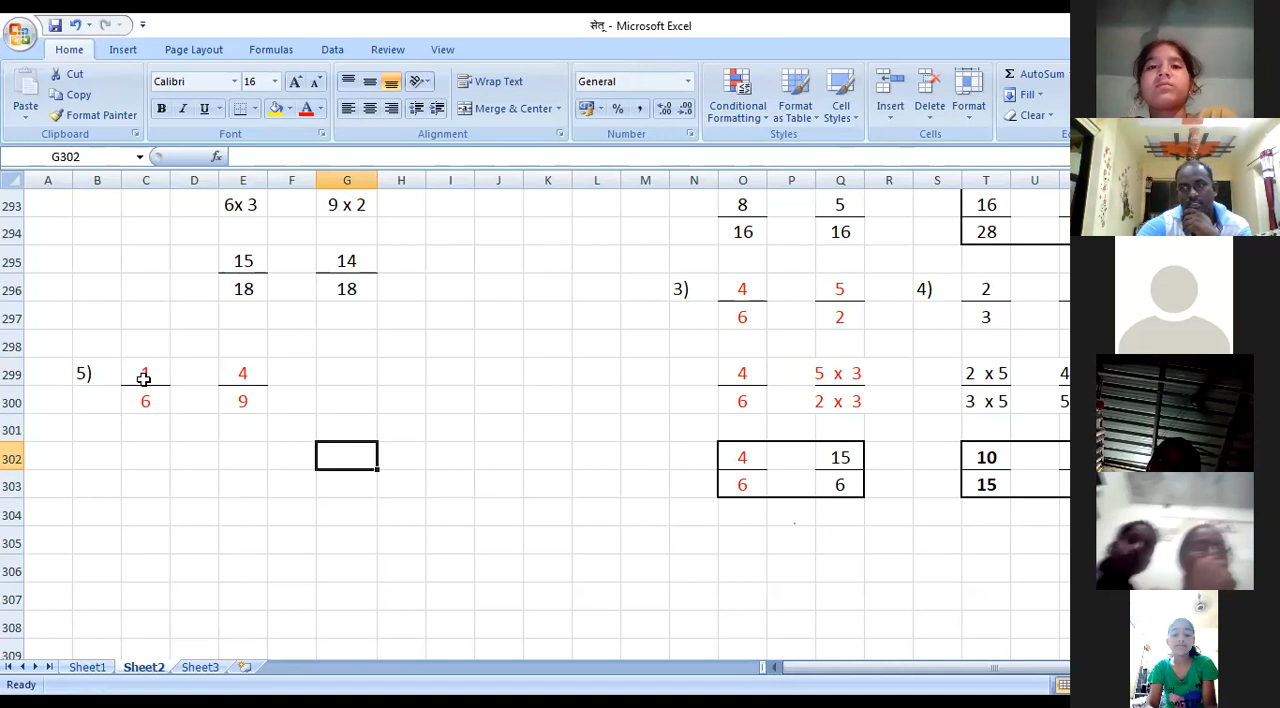 सेतू - Microsoft Excel
Home Insert Page Layout Formulas Data Review View
Paste
Cut
Copy
Format Painter
Calibri 16
Wrap Text
Merge & Center
General
Conditional Formatting
Format as Table
Cell Styles
Insert Delete Format
AutoSum
Fill
Clear
Clipboard Font Alignment Number Styles Cells
G302
A B C D E F G H I J K L M N O P Q R S T U
293 6x 3 9 x 2 8 5 16
294 16 16 28
295 15 14
296 18 18 3) 4 5 4) 2
297 6 2 3
298
299 5) 4 4 5 x 3 2 x 5 4
300 6 9 6 2 x 3 3 x 5 5
301
302 4 15 10
303 6 6 15
304
305
306
307
308
309
Sheet1 Sheet2 Sheet3
Ready